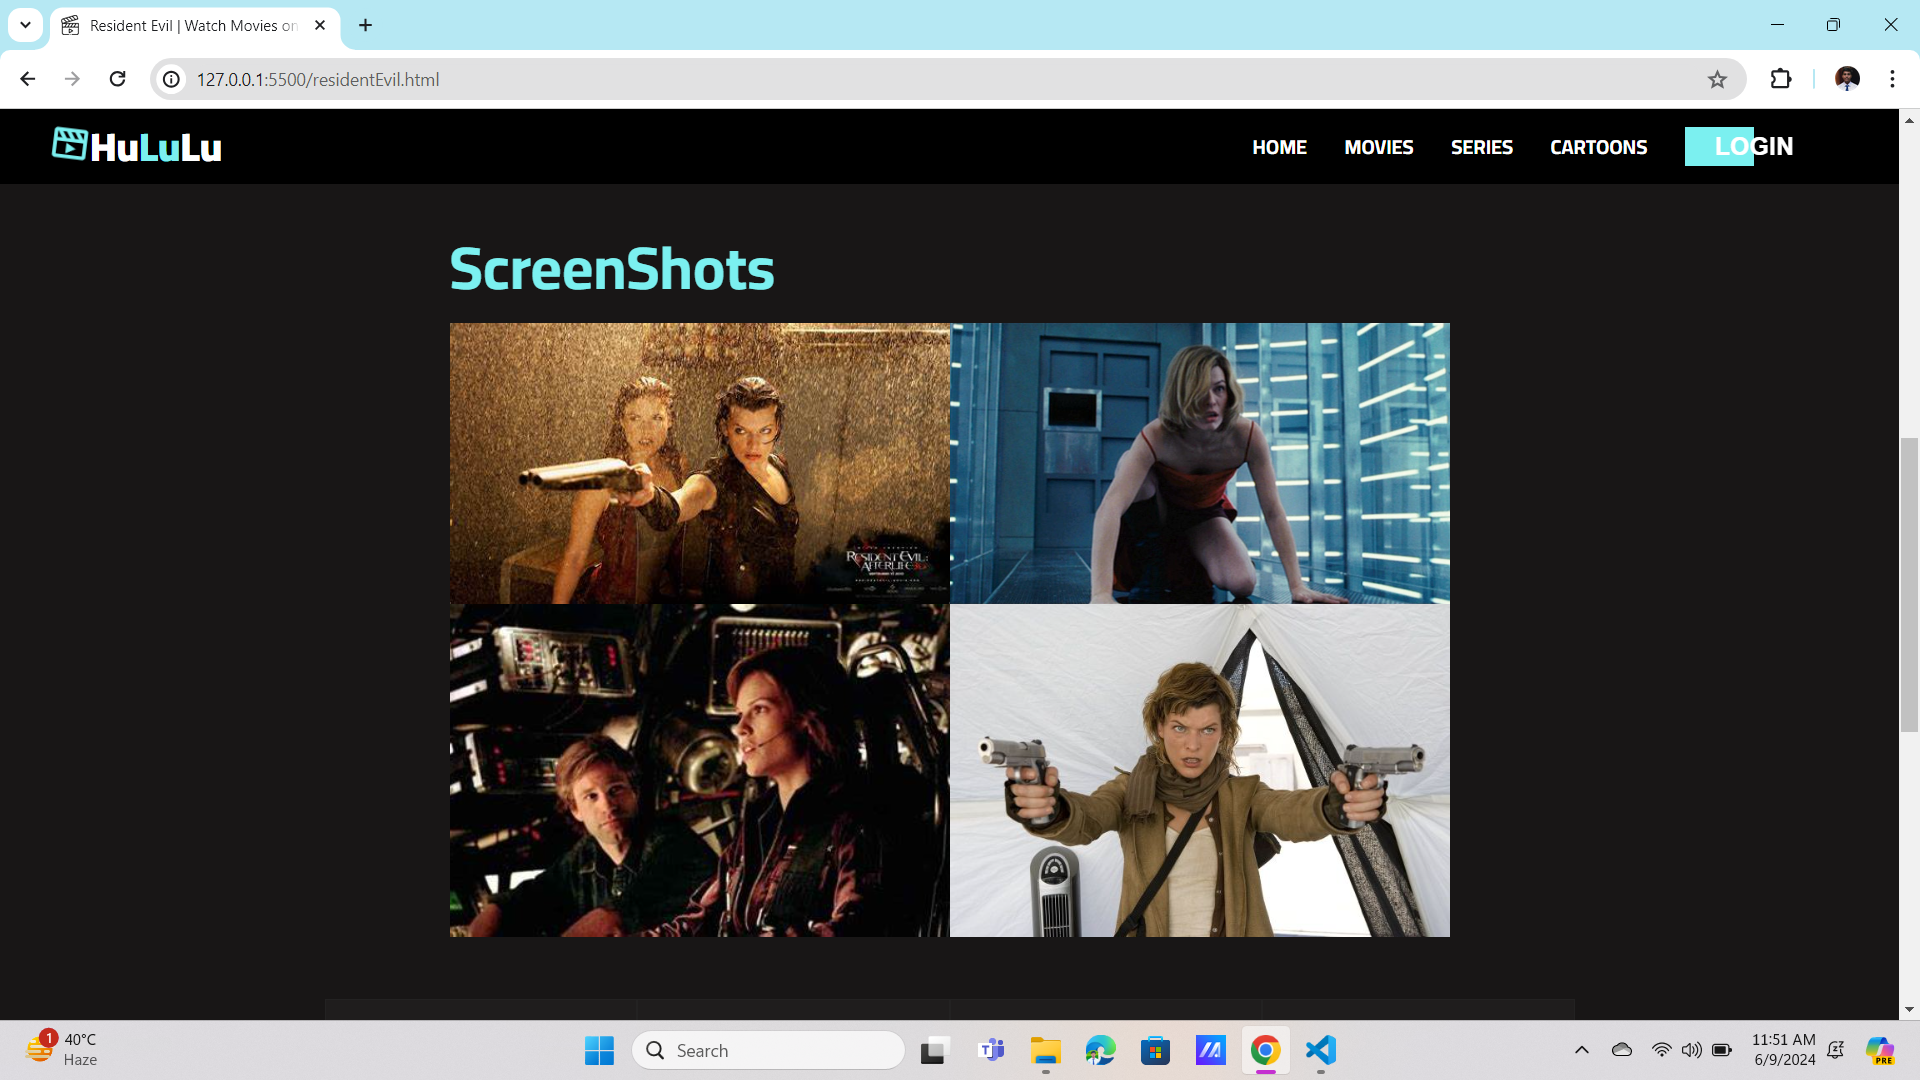 Resident Evil | Watch Movies on
127.0.0.1:5500/residentEvil.html
HuLuLu
HOME
MOVIES
SERIES
CARTOONS
LOGIN
ScreenShots
RESIDENT EVIL:
AFTERLIFE
1
40°C
Haze
Search
PRE
11:51 AM
6/9/2024